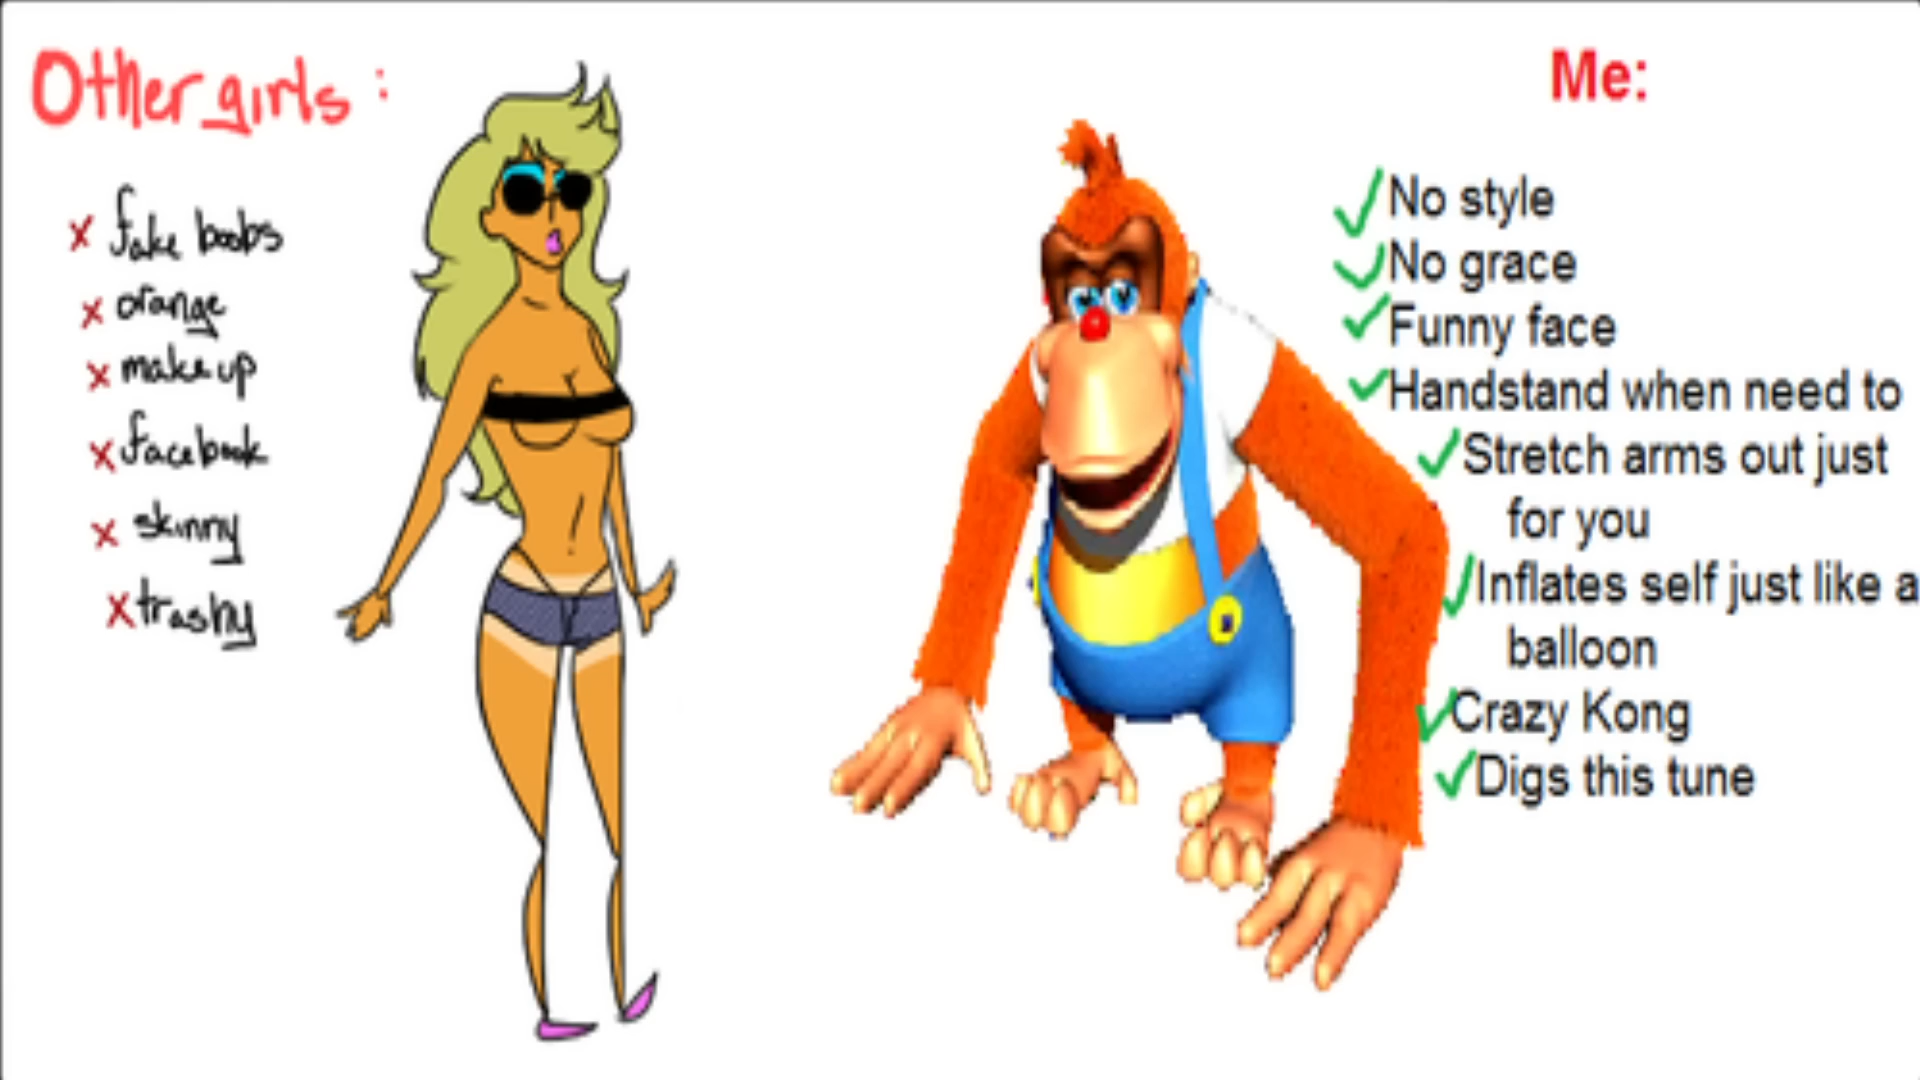 Other girls:
fake boobs
orange
make up
facebook
skinny
trashy
Me:
No style
No grace
Funny face
Handstand when need to
Stretch arms out just
for you
Inflates self just like a
balloon
Crazy Kong
Digs this tune